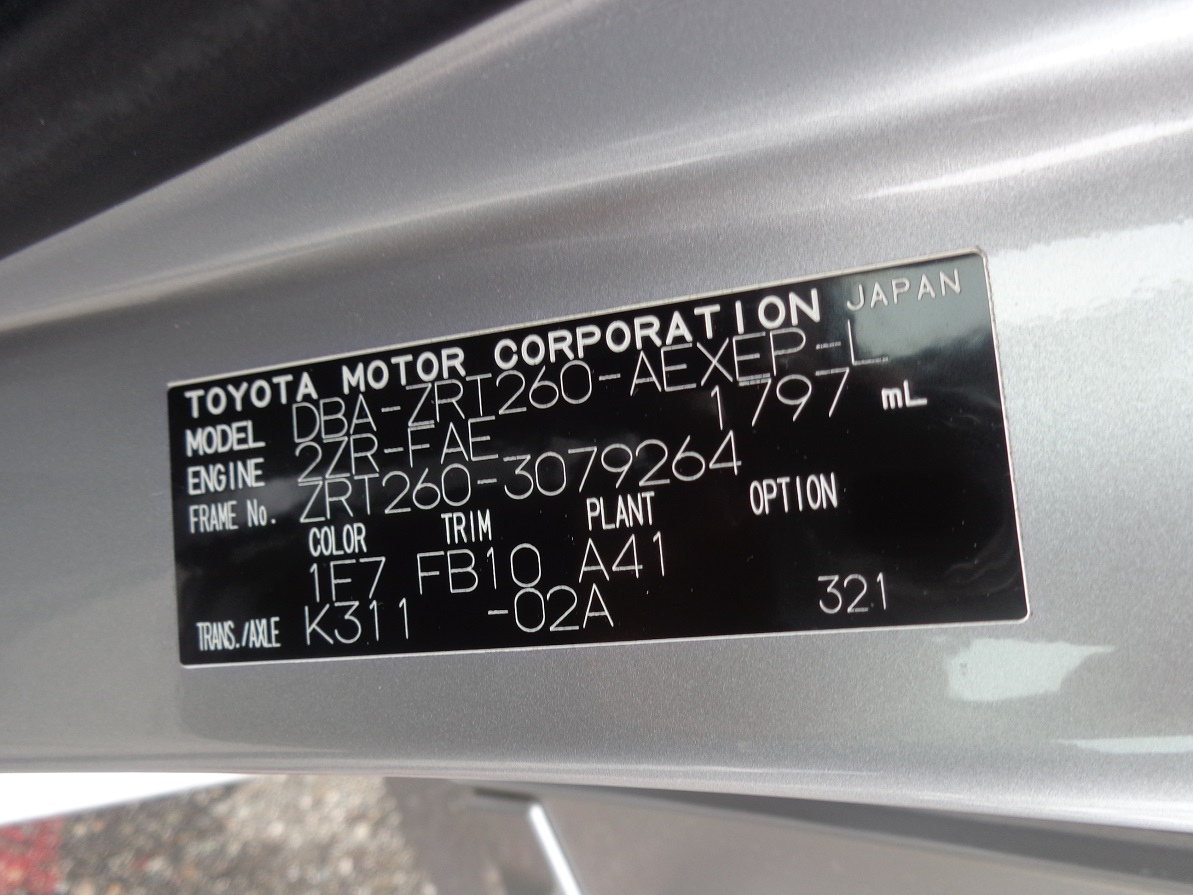 TOYOTA MOTOR CORPORATION JAPAN
MODEL DBA-ZRT260-AEXEP-L
ENGINE 2ZR-FAE 1797 mL
FRAME No. ZRT260-3079264
COLOR TRIM PLANT OPTION
1F7 FB10 A41
TRANS./AXLE K311 -02A 321